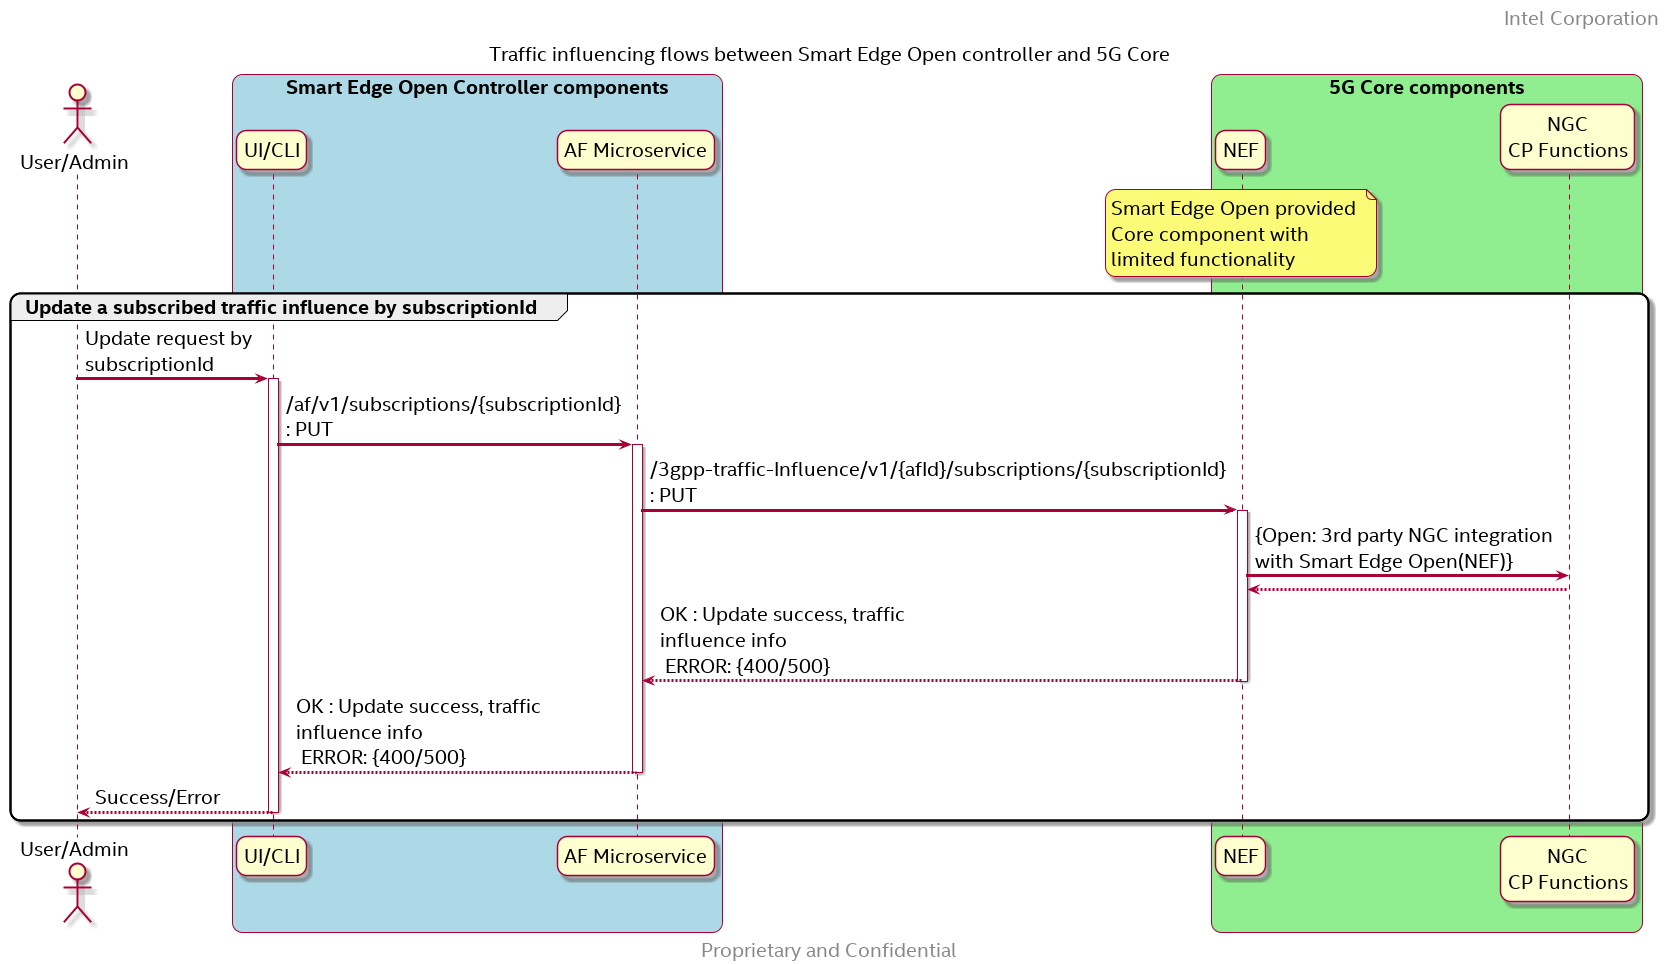 Intel Corporation
Traffic influencing flows between Smart Edge Open controller and 5G Core
Smart Edge Open Controller components
5G Core components
User/Admin
UI/CLI
AF Microservice
NEF
NGC
CP Functions
Smart Edge Open provided
Core component with
limited functionality
Update a subscribed traffic influence by subscriptionId
Update request by
subscriptionId
/af/v1/subscriptions/{subscriptionId}
: PUT
/3gpp-traffic-Influence/v1/{afId}/subscriptions/{subscriptionId}
: PUT
{Open: 3rd party NGC integration
with Smart Edge Open(NEF)}
OK : Update success, traffic
influence info
ERROR: {400/500}
OK : Update success, traffic
influence info
ERROR: {400/500}
Success/Error
User/Admin
UI/CLI
AF Microservice
NEF
NGC
CP Functions
Proprietary and Confidential